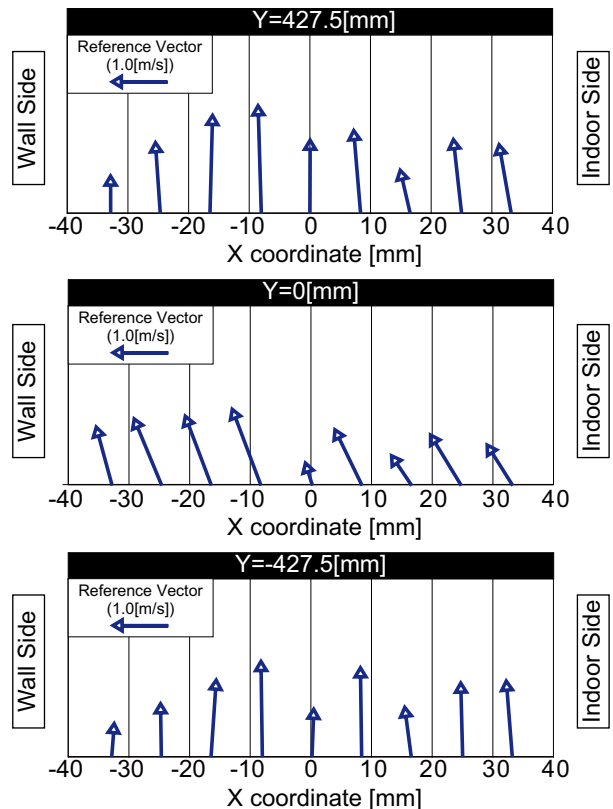 Y=427.5[mm]
Reference Vector
(1.0[m/s])
Wall Side
Indoor Side
-40 -30 -20 -10 0 10 20 30 40
X coordinate [mm]
Y=0[mm]
Reference Vector
(1.0[m/s])
Wall Side
Indoor Side
-40 -30 -20 -10 0 10 20 30 40
X coordinate [mm]
Y=-427.5[mm]
Reference Vector
(1.0[m/s])
Wall Side
Indoor Side
-40 -30 -20 -10 0 10 20 30 40
X coordinate [mm]